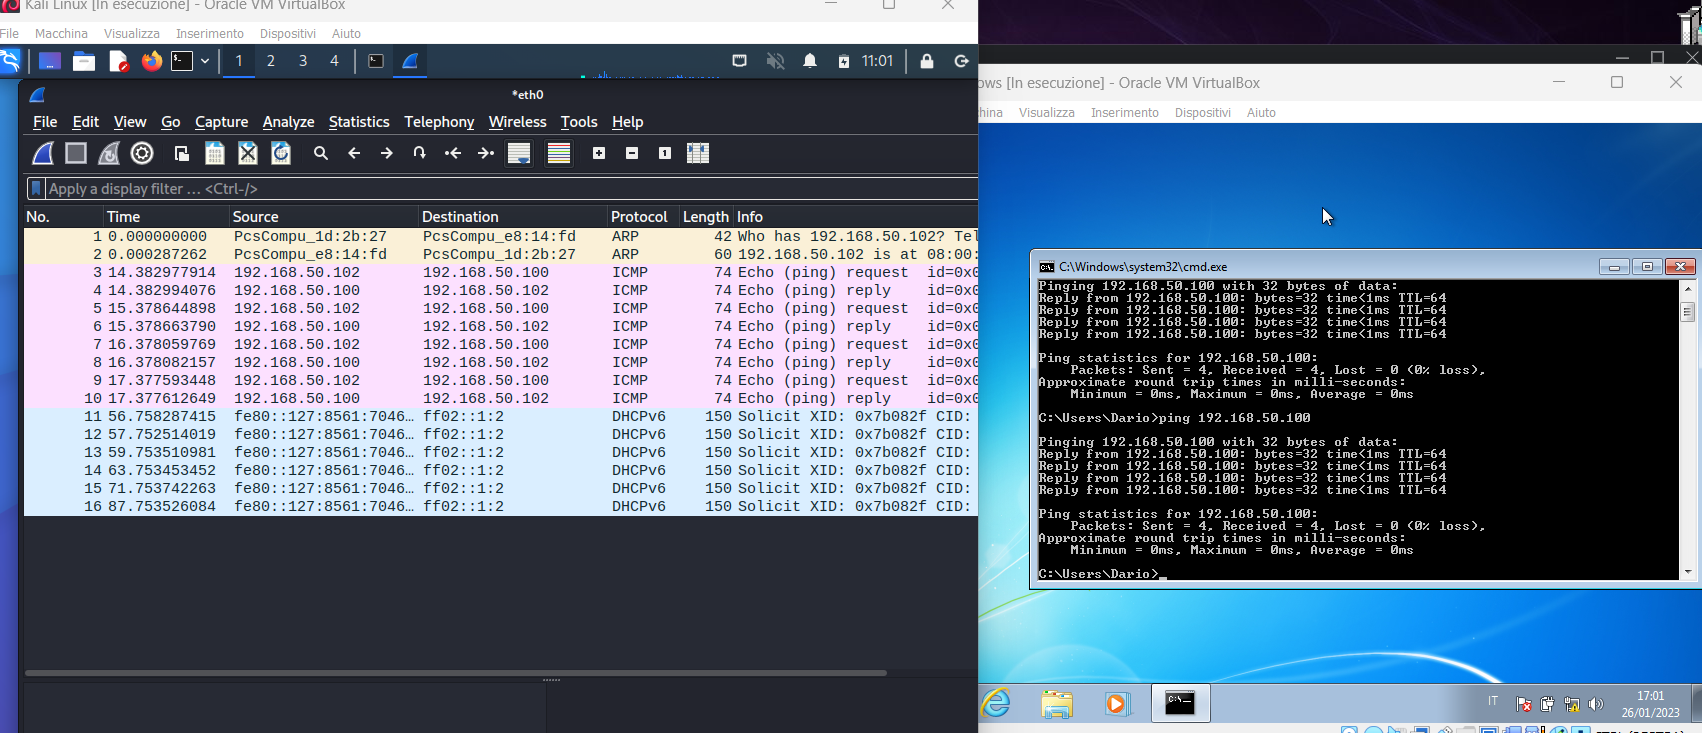 Kali Linux [In esecuzione] - Oracle VM VirtualBox
File Macchina Visualizza Inserimento Dispositivi Aiuto
1 2 3 4 11:01
*eth0
File Edit View Go Capture Analyze Statistics Telephony Wireless Tools Help
Apply a display filter … <Ctrl-/>
No. Time Source Destination Protocol Length Info
1 0.000000000 PcsCompu_1d:2b:27 PcsCompu_e8:14:fd ARP 42 Who has 192.168.50.102? Tel
2 0.000287262 PcsCompu_e8:14:fd PcsCompu_1d:2b:27 ARP 60 192.168.50.102 is at 08:00:
3 14.382977914 192.168.50.102 192.168.50.100 ICMP 74 Echo (ping) request id=0x0
4 14.382994076 192.168.50.100 192.168.50.102 ICMP 74 Echo (ping) reply id=0x0
5 15.378644898 192.168.50.102 192.168.50.100 ICMP 74 Echo (ping) request id=0x0
6 15.378663790 192.168.50.100 192.168.50.102 ICMP 74 Echo (ping) reply id=0x0
7 16.378059769 192.168.50.102 192.168.50.100 ICMP 74 Echo (ping) request id=0x0
8 16.378082157 192.168.50.100 192.168.50.102 ICMP 74 Echo (ping) reply id=0x0
9 17.377593448 192.168.50.102 192.168.50.100 ICMP 74 Echo (ping) request id=0x0
10 17.377612649 192.168.50.100 192.168.50.102 ICMP 74 Echo (ping) reply id=0x0
11 56.758287415 fe80::127:8561:7046… ff02::1:2 DHCPv6 150 Solicit XID: 0x7b082f CID:
12 57.752514019 fe80::127:8561:7046… ff02::1:2 DHCPv6 150 Solicit XID: 0x7b082f CID:
13 59.753510981 fe80::127:8561:7046… ff02::1:2 DHCPv6 150 Solicit XID: 0x7b082f CID:
14 63.753453452 fe80::127:8561:7046… ff02::1:2 DHCPv6 150 Solicit XID: 0x7b082f CID:
15 71.753742263 fe80::127:8561:7046… ff02::1:2 DHCPv6 150 Solicit XID: 0x7b082f CID:
16 87.753526084 fe80::127:8561:7046… ff02::1:2 DHCPv6 150 Solicit XID: 0x7b082f CID:
ows [In esecuzione] - Oracle VM VirtualBox
hina Visualizza Inserimento Dispositivi Aiuto
C:\Windows\system32\cmd.exe
Pinging 192.168.50.100 with 32 bytes of data:
Reply from 192.168.50.100: bytes=32 time<1ms TTL=64
Reply from 192.168.50.100: bytes=32 time<1ms TTL=64
Reply from 192.168.50.100: bytes=32 time<1ms TTL=64
Reply from 192.168.50.100: bytes=32 time<1ms TTL=64
Ping statistics for 192.168.50.100:
Packets: Sent = 4, Received = 4, Lost = 0 (0% loss),
Approximate round trip times in milli-seconds:
Minimum = 0ms, Maximum = 0ms, Average = 0ms
C:\Users\Dario>ping 192.168.50.100
Pinging 192.168.50.100 with 32 bytes of data:
Reply from 192.168.50.100: bytes=32 time<1ms TTL=64
Reply from 192.168.50.100: bytes=32 time<1ms TTL=64
Reply from 192.168.50.100: bytes=32 time<1ms TTL=64
Reply from 192.168.50.100: bytes=32 time<1ms TTL=64
Ping statistics for 192.168.50.100:
Packets: Sent = 4, Received = 4, Lost = 0 (0% loss),
Approximate round trip times in milli-seconds:
Minimum = 0ms, Maximum = 0ms, Average = 0ms
C:\Users\Dario>_
IT 17:01
26/01/2023